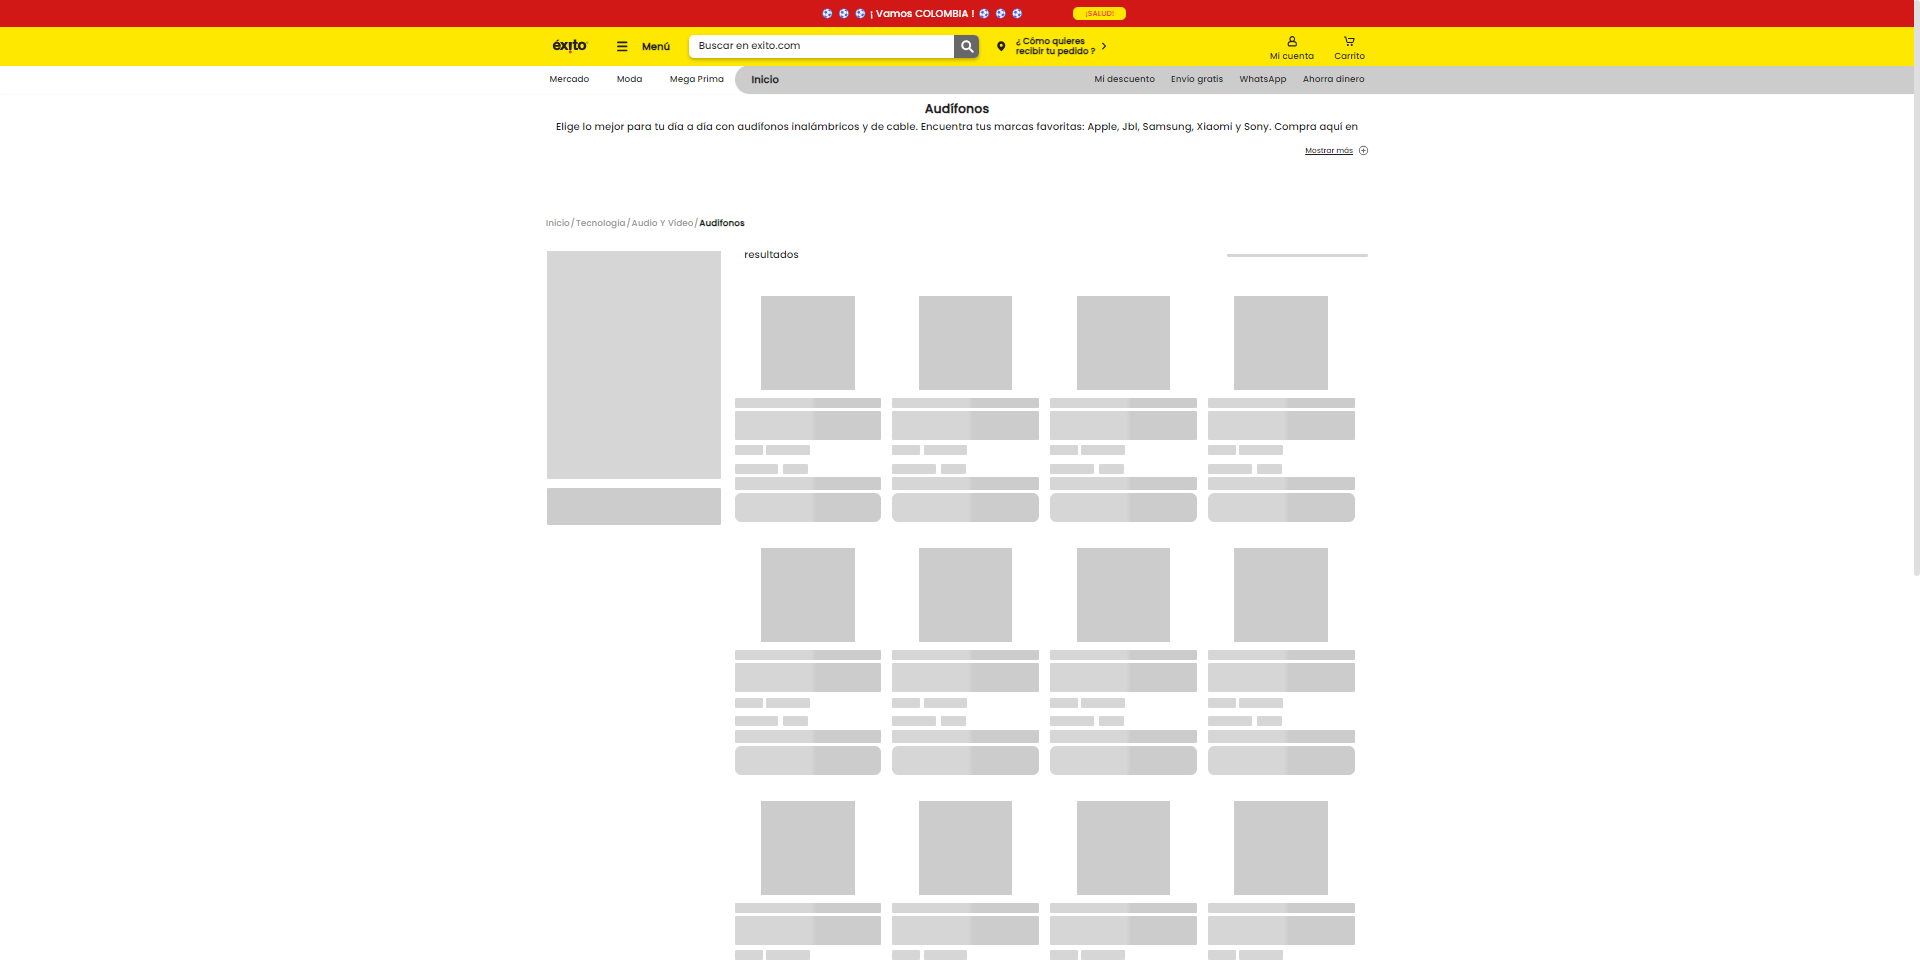 ¡ Vamos COLOMBIA !
¡SALUD!
éxito
Menú
Buscar en exito.com
¿ Cómo quieres
recibir tu pedido ?
Mi cuenta
Carrito
Mercado
Moda
Mega Prima
Inicio
Mi descuento
Envío gratis
WhatsApp
Ahorra dinero
Audífonos
Elige lo mejor para tu día a día con audífonos inalámbricos y de cable. Encuentra tus marcas favoritas: Apple, Jbl, Samsung, Xiaomi y Sony. Compra aquí en
Mostrar más
Inicio/Tecnología/Audio Y Video/Audifonos
resultados